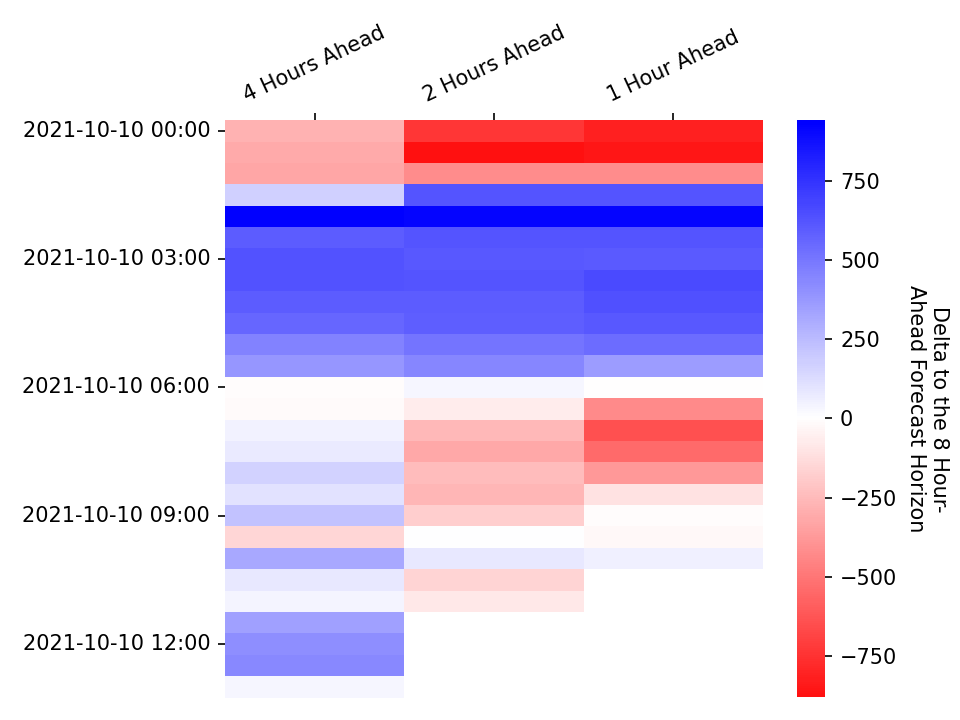 4 Hours Ahead
2 Hours Ahead
1 Hour Ahead
2021-10-10 00:00
2021-10-10 03:00
2021-10-10 06:00
2021-10-10 09:00
2021-10-10 12:00
750
500
250
0
−250
−500
−750
Delta to the 8 Hour-
Ahead Forecast Horizon